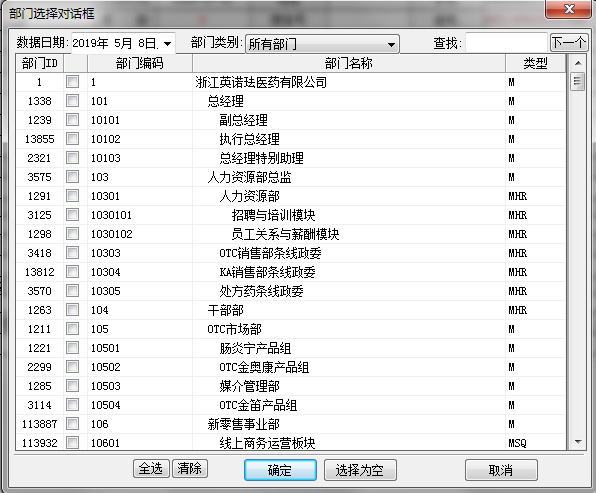 部门选择对话框
数据日期: 2019年 5月 8日, 部门类别: 所有部门 查找: 下一个
部门ID 部门编码 部门名称 类型
1 1 浙江英诺珐医药有限公司 M
1338 101 总经理 M
1239 10101 副总经理 M
13855 10102 执行总经理 M
2321 10103 总经理特别助理 M
3575 103 人力资源部总监 M
1291 10301 人力资源部 MHR
3125 1030101 招聘与培训模块 MHR
1298 1030102 员工关系与薪酬模块 MHR
3418 10303 OTC销售部条线政委 MHR
13812 10304 KA销售部条线政委 MHR
3570 10305 处方药条线政委 MHR
1263 104 干部部 MHR
1211 105 OTC市场部 M
1221 10501 肠炎宁产品组 M
2299 10502 OTC金奥康产品组 M
1285 10503 媒介管理部 M
3114 10504 OTC金笛产品组 M
113887 106 新零售事业部 M
113932 10601 线上商务运营板块 MSQ
全选 清除 确定 选择为空 取消